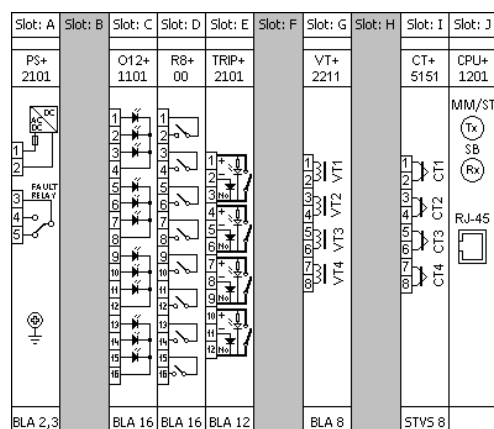 Slot: A Slot: B Slot: C Slot: D Slot: E Slot: F Slot: G Slot: H Slot: I Slot: J
PS+ O12+ R8+ TRIP+ VT+ CT+ CPU+
2101 1101 00 2101 2211 5151 1201
MM/ST
DC
AC
DC
Tx
SB
Rx
RJ-45
1
2
FAULT
RELAY
3
4
5
1
2
3
4
5
6
7
8
9
10
11
12
13
14
15
16
1
2
3
4
5
6
7
8
9
10
11
12
13
14
15
16
1 +
2 -
3 No
4 +
5 -
6 No
7 +
8 -
9 No
10 +
11 -
12 No
1
2 VT1
3
4 VT2
5
6 VT3
7
8 VT4
1
2 CT1
3
4 CT2
5
6 CT3
7
8 CT4
BLA 2,3 BLA 16 BLA 16 BLA 12 BLA 8 STVS 8